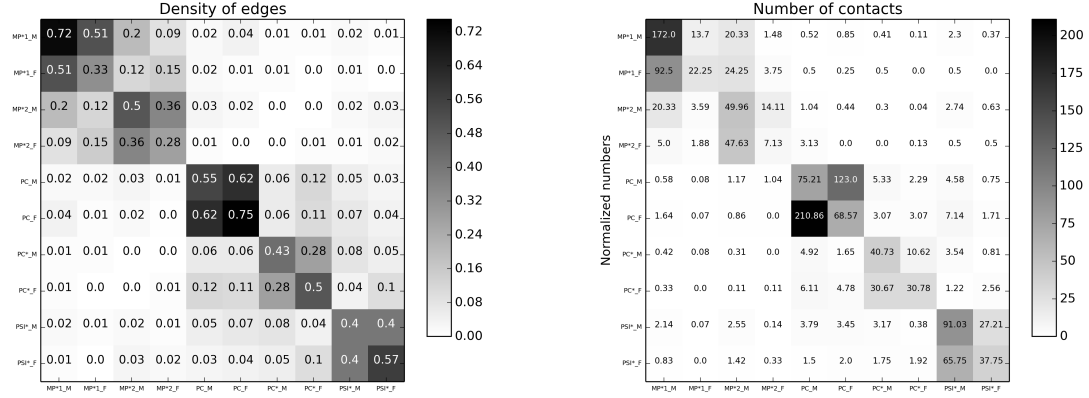 Density of edges
MP*1_M 0.72 0.51 0.2 0.09 0.02 0.04 0.01 0.01 0.02 0.01
MP*1_F 0.51 0.33 0.12 0.15 0.02 0.01 0.01 0.0 0.01 0.0
MP*2_M 0.2 0.12 0.5 0.36 0.03 0.02 0.0 0.0 0.02 0.03
MP*2_F 0.09 0.15 0.36 0.28 0.01 0.0 0.0 0.01 0.01 0.02
PC_M 0.02 0.02 0.03 0.01 0.55 0.62 0.06 0.12 0.05 0.03
PC_F 0.04 0.01 0.02 0.0 0.62 0.75 0.06 0.11 0.07 0.04
PC*_M 0.01 0.01 0.0 0.0 0.06 0.06 0.43 0.28 0.08 0.05
PC*_F 0.01 0.0 0.0 0.01 0.12 0.11 0.28 0.5 0.04 0.1
PSI*_M 0.02 0.01 0.02 0.01 0.05 0.07 0.08 0.04 0.4 0.4
PSI*_F 0.01 0.0 0.03 0.02 0.03 0.04 0.05 0.1 0.4 0.57
MP*1_M MP*1_F MP*2_M MP*2_F PC_M PC_F PC*_M PC*_F PSI*_M PSI*_F
0.72
0.64
0.56
0.48
0.40
0.32
0.24
0.16
0.08
0.00
Number of contacts
Normalized numbers
MP*1_M 172.0 13.7 20.33 1.48 0.52 0.85 0.41 0.11 2.3 0.37
MP*1_F 92.5 22.25 24.25 3.75 0.5 0.25 0.5 0.0 0.5 0.0
MP*2_M 20.33 3.59 49.96 14.11 1.04 0.44 0.3 0.04 2.74 0.63
MP*2_F 5.0 1.88 47.63 7.13 3.13 0.0 0.0 0.13 0.5 0.5
PC_M 0.58 0.08 1.17 1.04 75.21 123.0 5.33 2.29 4.58 0.75
PC_F 1.64 0.07 0.86 0.0 210.86 68.57 3.07 3.07 7.14 1.71
PC*_M 0.42 0.08 0.31 0.0 4.92 1.65 40.73 10.62 3.54 0.81
PC*_F 0.33 0.0 0.11 0.11 6.11 4.78 30.67 30.78 1.22 2.56
PSI*_M 2.14 0.07 2.55 0.14 3.79 3.45 3.17 0.38 91.03 27.21
PSI*_F 0.83 0.0 1.42 0.33 1.5 2.0 1.75 1.92 65.75 37.75
MP*1_M MP*1_F MP*2_M MP*2_F PC_M PC_F PC*_M PC*_F PSI*_M PSI*_F
200
175
150
125
100
75
50
25
0